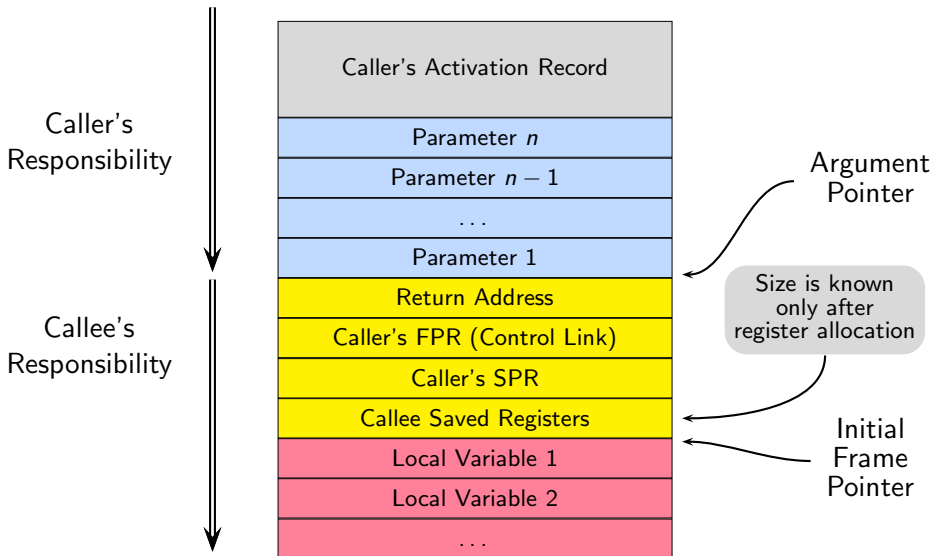 Caller's Activation Record
Caller's
Responsibility
Parameter n
Parameter n − 1
. . .
Parameter 1
Argument
Pointer
Return Address
Caller's FPR (Control Link)
Caller's SPR
Callee Saved Registers
Callee's
Responsibility
Size is known
only after
register allocation
Local Variable 1
Local Variable 2
. . .
Initial
Frame
Pointer